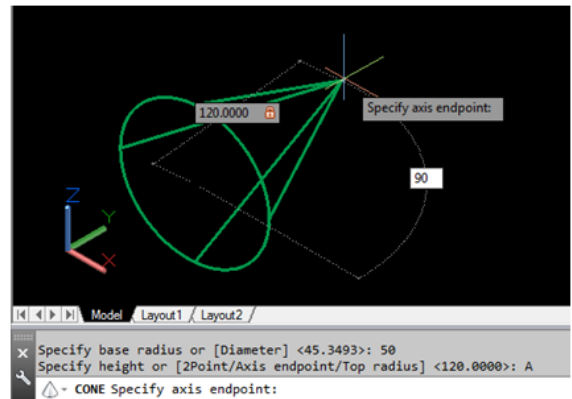 120.0000
Specify axis endpoint:
90
Z
Y
X
Model Layout1 Layout2
Specify base radius or [Diameter] <45.3493>: 50
Specify height or [2Point/Axis endpoint/Top radius] <120.0000>: A
CONE Specify axis endpoint: